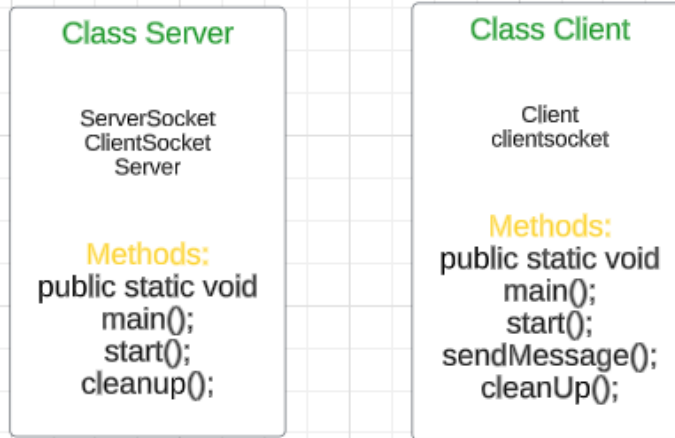 Class Server
ServerSocket
ClientSocket
Server
Methods:
public static void
main();
start();
cleanup();
Class Client
Client
clientsocket
Methods:
public static void
main();
start();
sendMessage();
cleanUp();